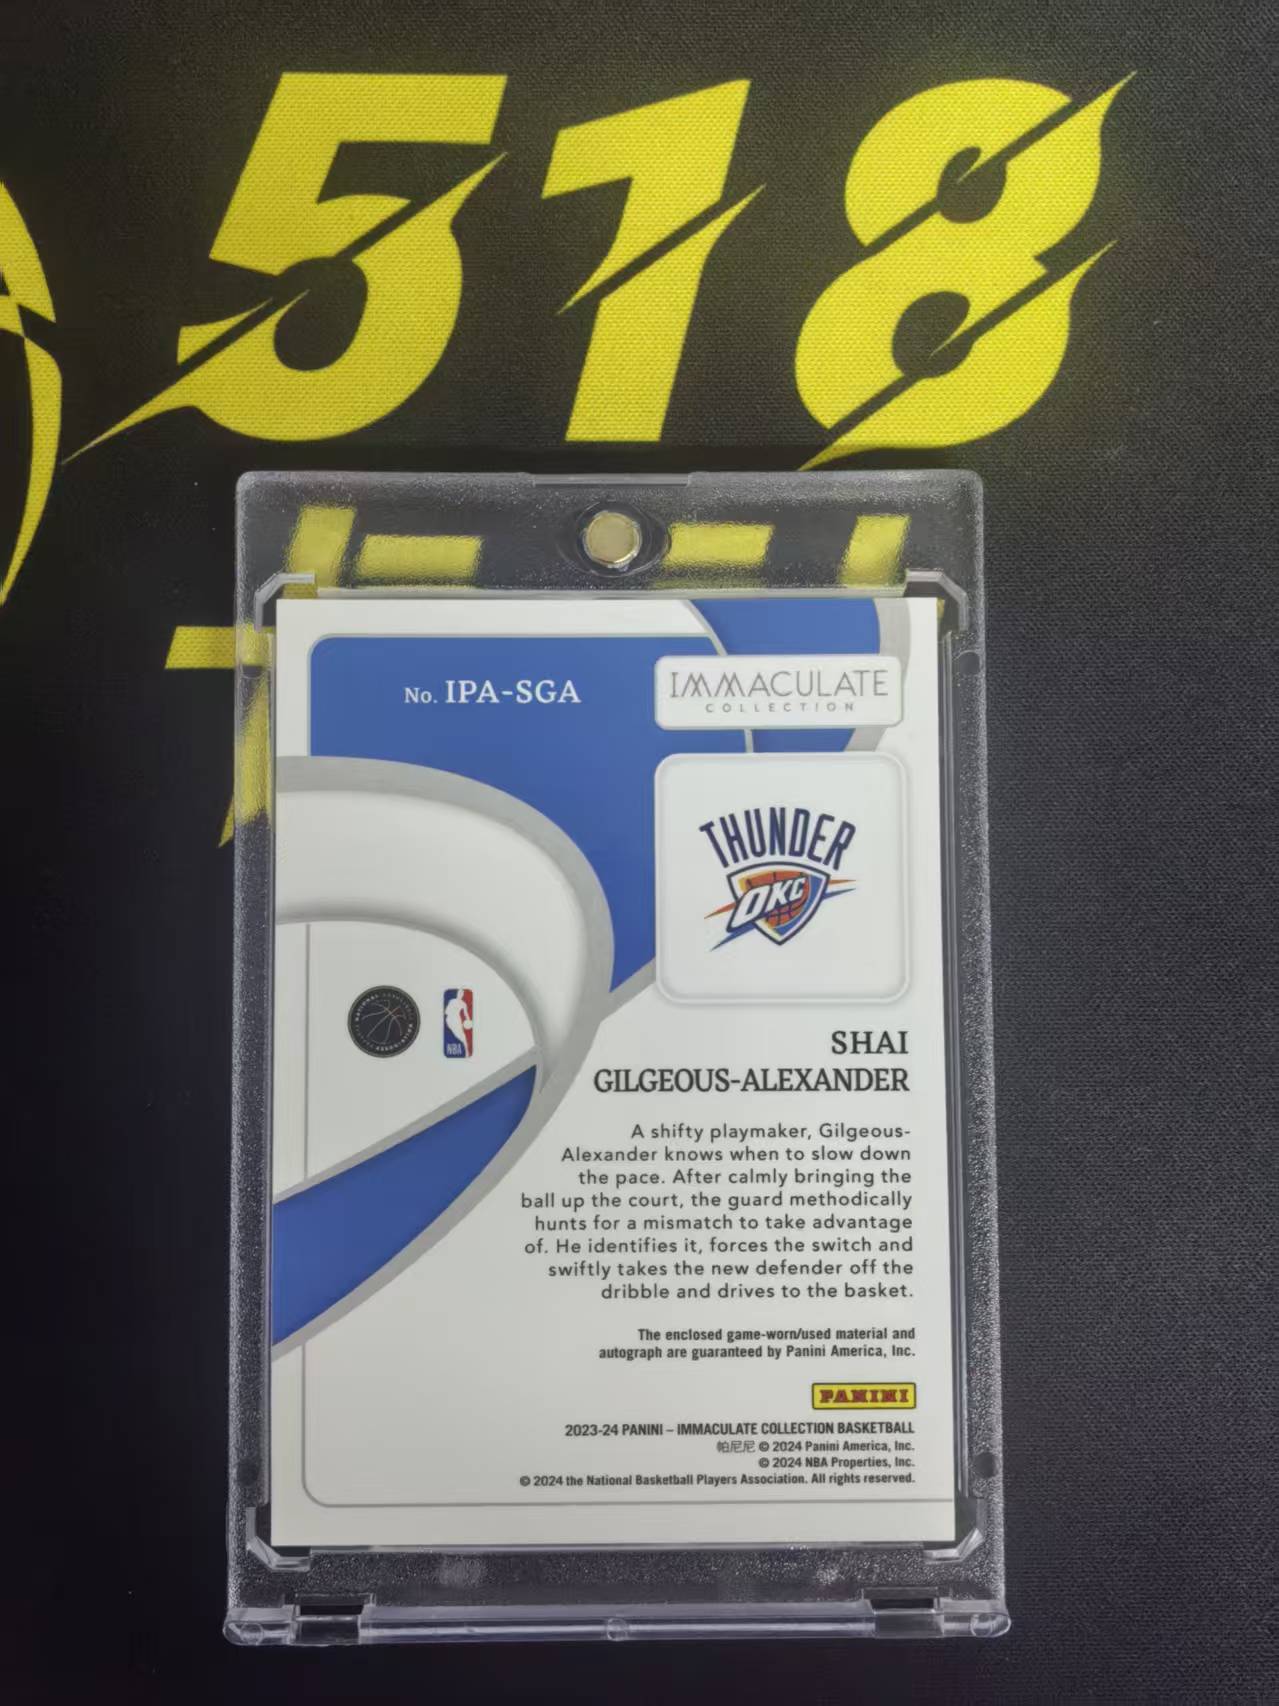 518
No. IPA-SGA
IMMACULATE
COLLECTION
THUNDER
OKC
NBA
SHAI
GILGEOUS-ALEXANDER
A shifty playmaker, Gilgeous-
Alexander knows when to slow down
the pace. After calmly bringing the
ball up the court, the guard methodically
hunts for a mismatch to take advantage
of. He identifies it, forces the switch and
swiftly takes the new defender off the
dribble and drives to the basket.
The enclosed game-worn/used material and
autograph are guaranteed by Panini America, Inc.
PANINI
2023-24 PANINI – IMMACULATE COLLECTION BASKETBALL
帕尼尼 © 2024 Panini America, Inc.
© 2024 NBA Properties, Inc.
© 2024 the National Basketball Players Association. All rights reserved.